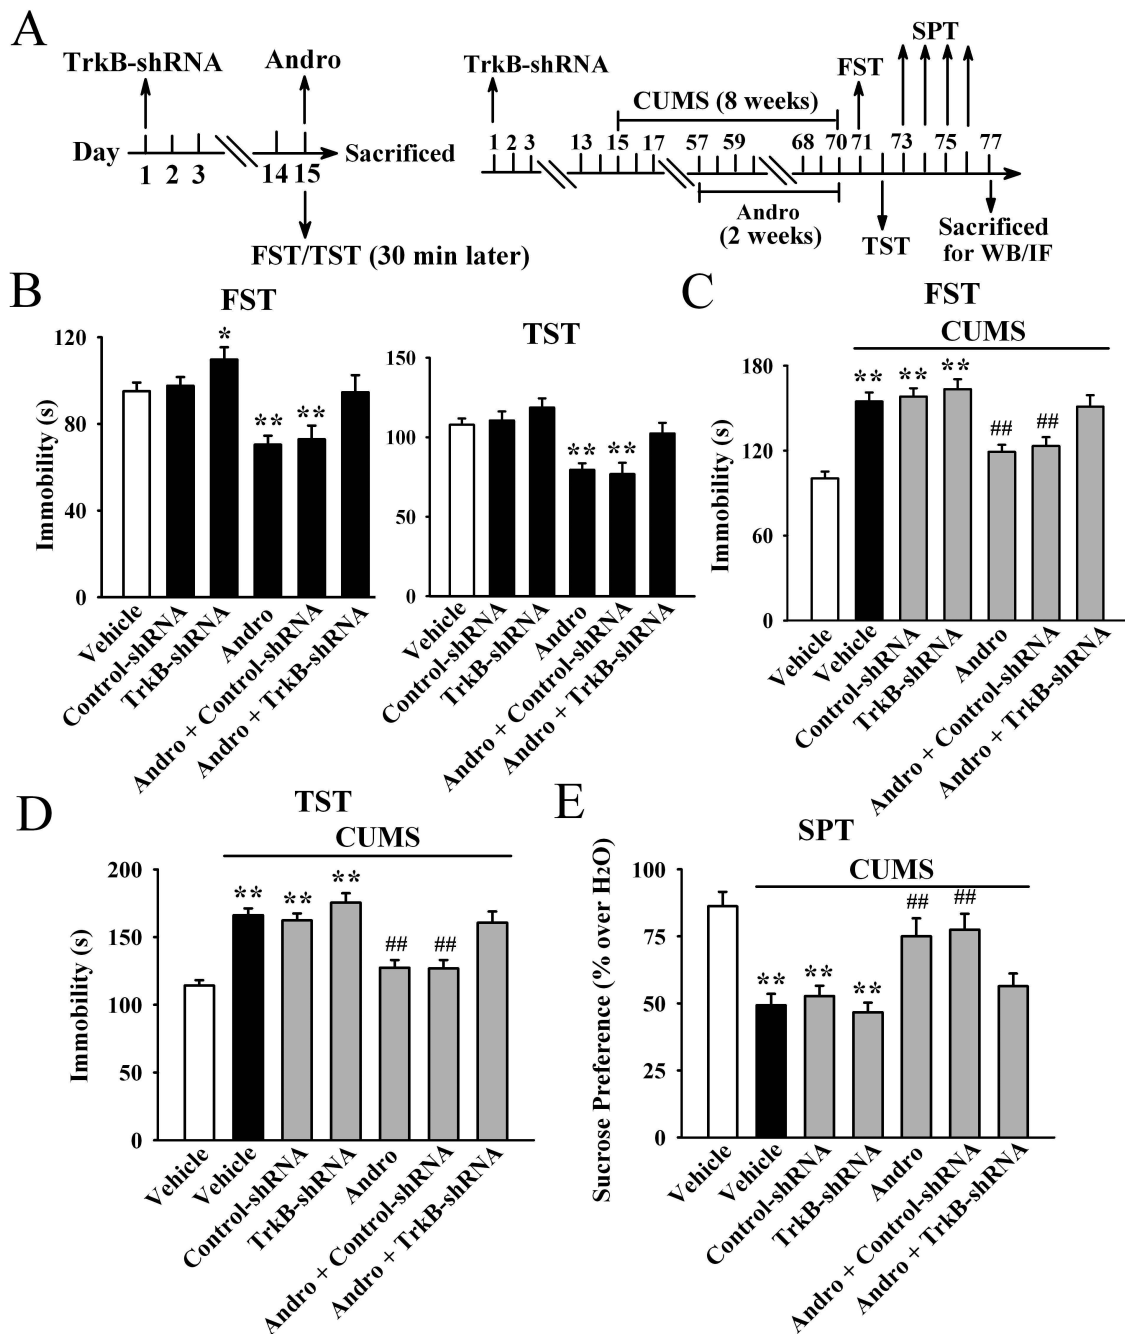 A
TrkB-shRNA
Andro
Day
1 2 3 14 15
Sacrificed
FST/TST (30 min later)
TrkB-shRNA
CUMS (8 weeks)
FST
SPT
1 2 3 13 15 17 57 59 68 70 71 73 75 77
Andro
(2 weeks)
TST
Sacrificed
for WB/IF
B
FST
Immobility (s)
120
80
40
0
*
**
**
Vehicle
Control-shRNA
TrkB-shRNA
Andro
Andro + Control-shRNA
Andro + TrkB-shRNA
TST
150
100
50
0
**
**
Vehicle
Control-shRNA
TrkB-shRNA
Andro
Andro + Control-shRNA
Andro + TrkB-shRNA
C
FST
CUMS
Immobility (s)
180
120
60
0
**
**
**
##
##
Vehicle
Vehicle
Control-shRNA
TrkB-shRNA
Andro
Andro + Control-shRNA
Andro + TrkB-shRNA
D
TST
CUMS
Immobility (s)
200
150
100
50
0
**
**
**
##
##
Vehicle
Vehicle
Control-shRNA
TrkB-shRNA
Andro
Andro + Control-shRNA
Andro + TrkB-shRNA
E
SPT
CUMS
Sucrose Preference (% over H2O)
100
75
50
25
0
**
**
**
##
##
Vehicle
Vehicle
Control-shRNA
TrkB-shRNA
Andro
Andro + Control-shRNA
Andro + TrkB-shRNA